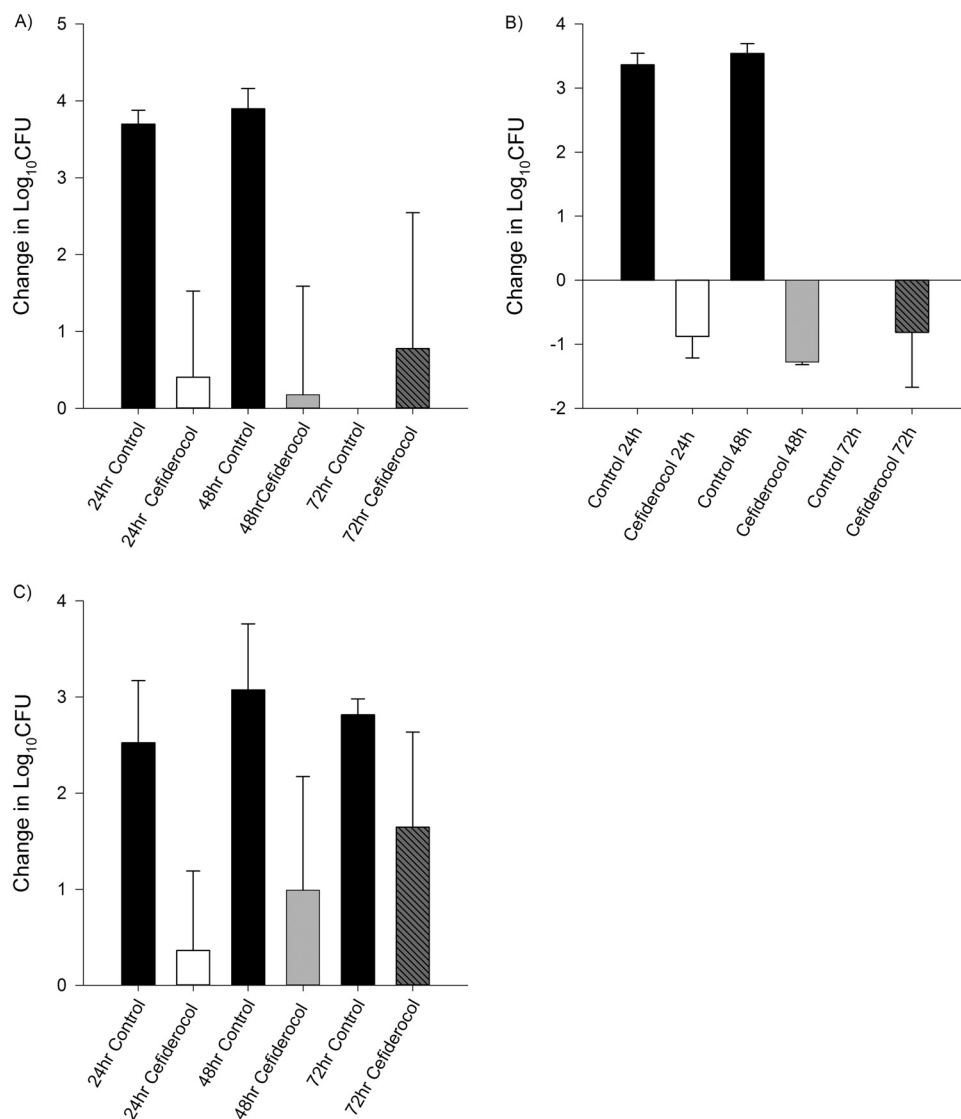 A)
Change in Log₁₀CFU
5
4
3
2
1
0
24hr Control
24hr Cefiderocol
48hr Control
48hrCefiderocol
72hr Control
72hr Cefiderocol
B)
Change in Log₁₀CFU
4
3
2
1
0
-1
-2
Control 24h
Cefiderocol 24h
Control 48h
Cefiderocol 48h
Control 72h
Cefiderocol 72h
C)
Change in Log₁₀CFU
4
3
2
1
0
24hr Control
24hr Cefiderocol
48hr Control
48hr Cefiderocol
72hr Control
72hr Cefiderocol